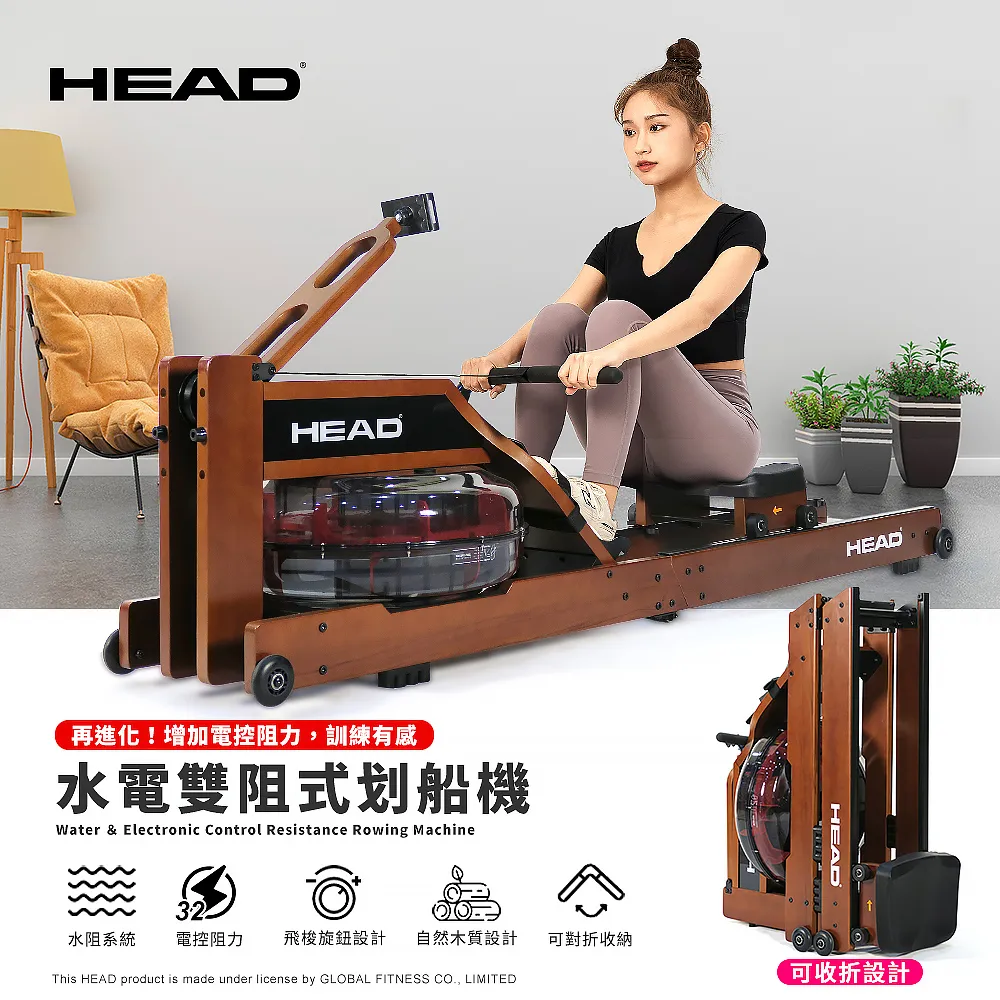 HEAD®
HEAD®
HEAD®
再進化！增加電控阻力，訓練有感
水電雙阻式划船機
Water & Electronic Control Resistance Rowing Machine
32
水阻系統
電控阻力
飛梭旋鈕設計
自然木質設計
可對折收納
HEAD®
可收折設計
This HEAD product is made under license by GLOBAL FITNESS CO., LIMITED